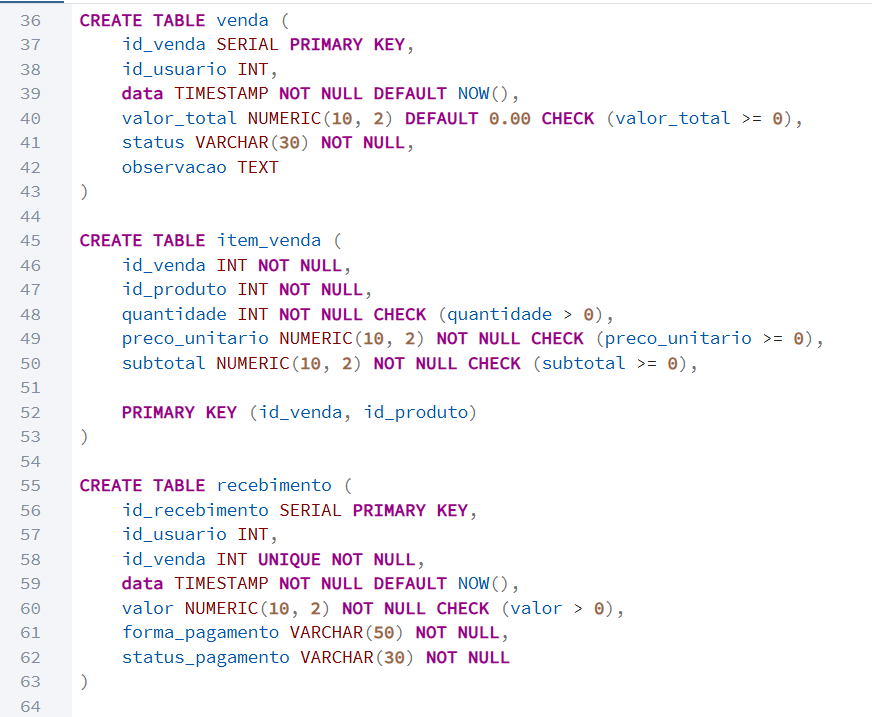 36 CREATE TABLE venda (
37     id_venda SERIAL PRIMARY KEY,
38     id_usuario INT,
39     data TIMESTAMP NOT NULL DEFAULT NOW(),
40     valor_total NUMERIC(10, 2) DEFAULT 0.00 CHECK (valor_total >= 0),
41     status VARCHAR(30) NOT NULL,
42     observacao TEXT
43 )
44
45 CREATE TABLE item_venda (
46     id_venda INT NOT NULL,
47     id_produto INT NOT NULL,
48     quantidade INT NOT NULL CHECK (quantidade > 0),
49     preco_unitario NUMERIC(10, 2) NOT NULL CHECK (preco_unitario >= 0),
50     subtotal NUMERIC(10, 2) NOT NULL CHECK (subtotal >= 0),
51
52     PRIMARY KEY (id_venda, id_produto)
53 )
54
55 CREATE TABLE recebimento (
56     id_recebimento SERIAL PRIMARY KEY,
57     id_usuario INT,
58     id_venda INT UNIQUE NOT NULL,
59     data TIMESTAMP NOT NULL DEFAULT NOW(),
60     valor NUMERIC(10, 2) NOT NULL CHECK (valor > 0),
61     forma_pagamento VARCHAR(50) NOT NULL,
62     status_pagamento VARCHAR(30) NOT NULL
63 )
64